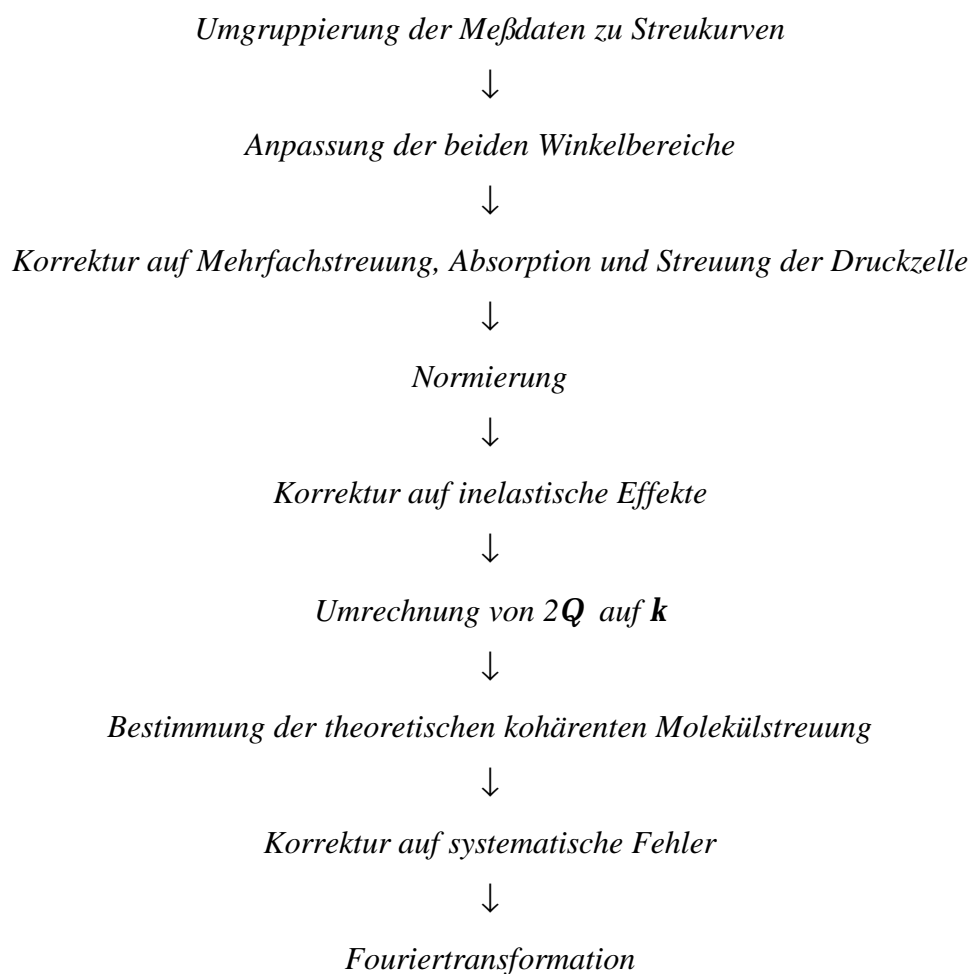 Umgruppierung der Meßdaten zu Streukurven
↓
Anpassung der beiden Winkelbereiche
↓
Korrektur auf Mehrfachstreuung, Absorption und Streuung der Druckzelle
↓
Normierung
↓
Korrektur auf inelastische Effekte
↓
Umrechnung von 2Q auf k
↓
Bestimmung der theoretischen kohärenten Molekülstreuung
↓
Korrektur auf systematische Fehler
↓
Fouriertransformation